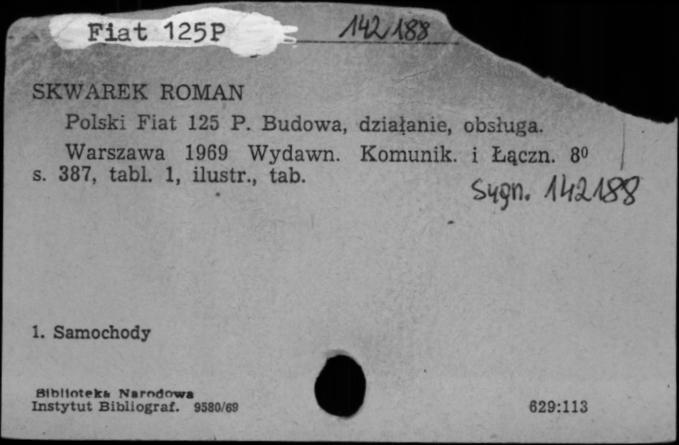 Fiat 125P 142188
SKWAREK ROMAN
Polski Fiat 125 P. Budowa, działanie, obsługa.
Warszawa 1969 Wydawn. Komunik. i Łączn. 8⁰
s. 387, tabl. 1, ilustr., tab.
Sygn. 142188
1. Samochody
Biblioteka Narodowa
Instytut Bibliograf. 9580/69
629:113